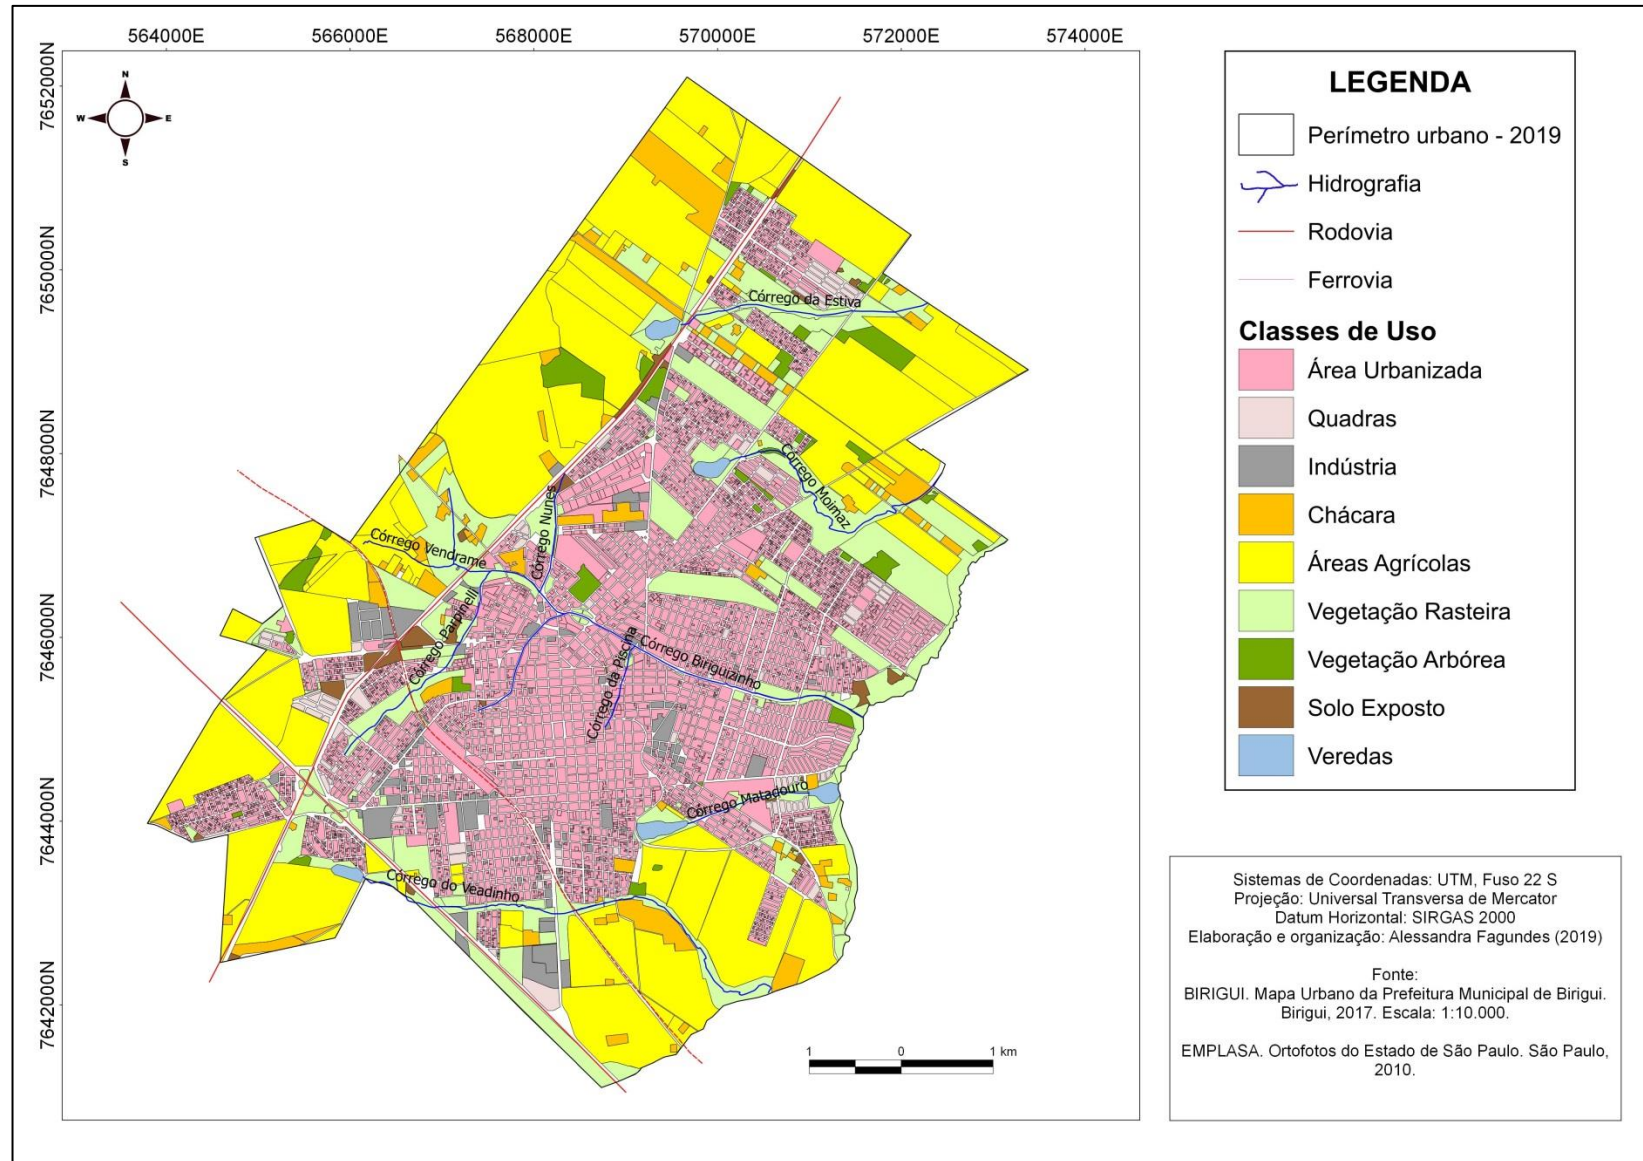 564000E 566000E 568000E 570000E 572000E 574000E
7652000N
7650000N
7648000N
7646000N
7644000N
7642000N
N
W E
S
Córrego da Estiva
Córrego Moimaz
Córrego Nunes
Córrego Vendrame
Córrego Parpinelli
Córrego da Piscina
Córrego Biriguizinho
Córrego Matadouro
Córrego do Veadinho
1 0 1 km
LEGENDA
Perímetro urbano - 2019
Hidrografia
Rodovia
Ferrovia
Classes de Uso
Área Urbanizada
Quadras
Indústria
Chácara
Áreas Agrícolas
Vegetação Rasteira
Vegetação Arbórea
Solo Exposto
Veredas
Sistemas de Coordenadas: UTM, Fuso 22 S
Projeção: Universal Transversa de Mercator
Datum Horizontal: SIRGAS 2000
Elaboração e organização: Alessandra Fagundes (2019)
Fonte:
BIRIGUI. Mapa Urbano da Prefeitura Municipal de Birigui.
Birigui, 2017. Escala: 1:10.000.
EMPLASA. Ortofotos do Estado de São Paulo. São Paulo,
2010.